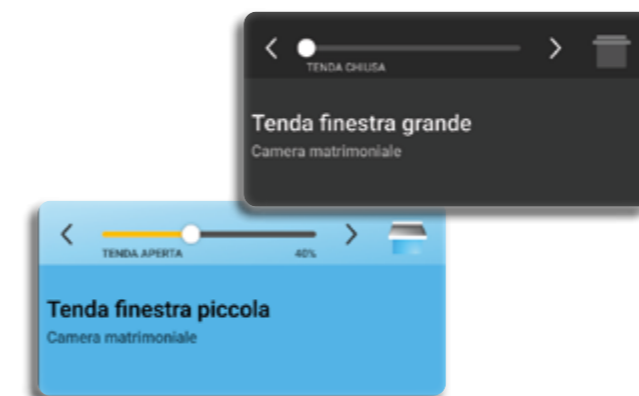 TENDA CHIUSA
Tenda finestra grande
Camera matrimoniale
TENDA APERTA 40%
Tenda finestra piccola
Camera matrimoniale